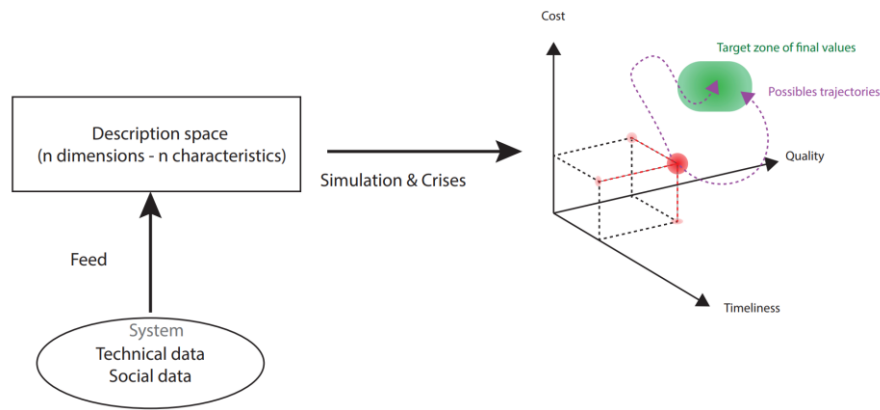 Cost
Target zone of final values
Possibles trajectories
Description space
(n dimensions - n characteristics)
Quality
Simulation & Crises
Feed
Timeliness
System
Technical data
Social data